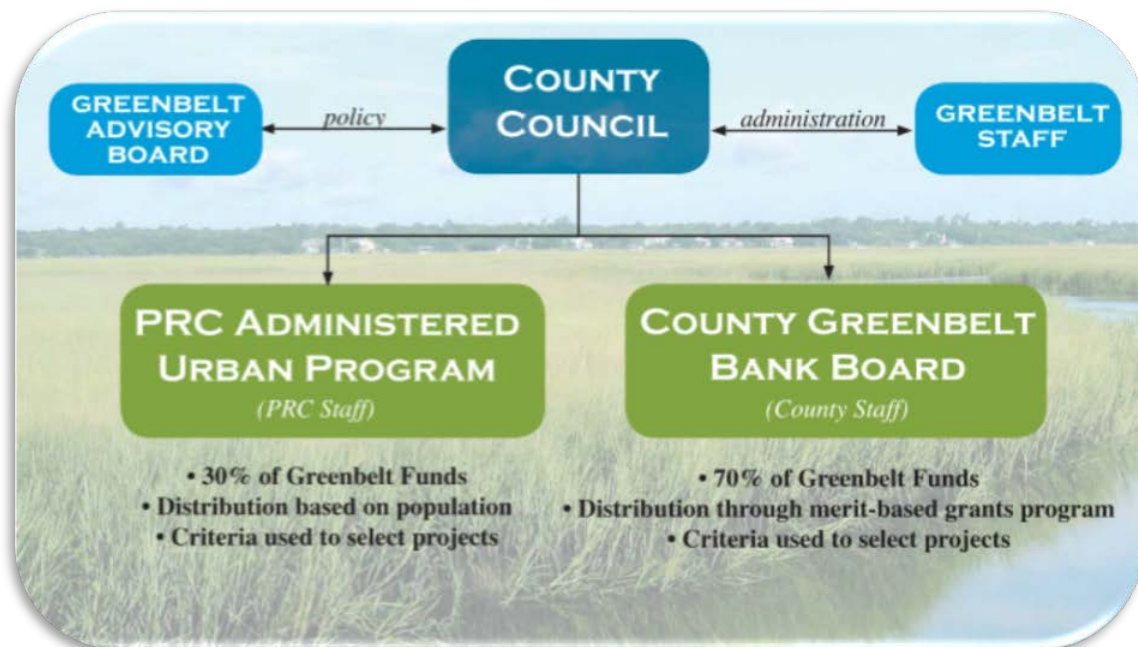 COUNTY
COUNCIL
GREENBELT
ADVISORY
BOARD
policy
administration
GREENBELT
STAFF
PRC ADMINISTERED
URBAN PROGRAM
(PRC Staff)
• 30% of Greenbelt Funds
• Distribution based on population
• Criteria used to select projects
COUNTY GREENBELT
BANK BOARD
(County Staff)
• 70% of Greenbelt Funds
• Distribution through merit-based grants program
• Criteria used to select projects